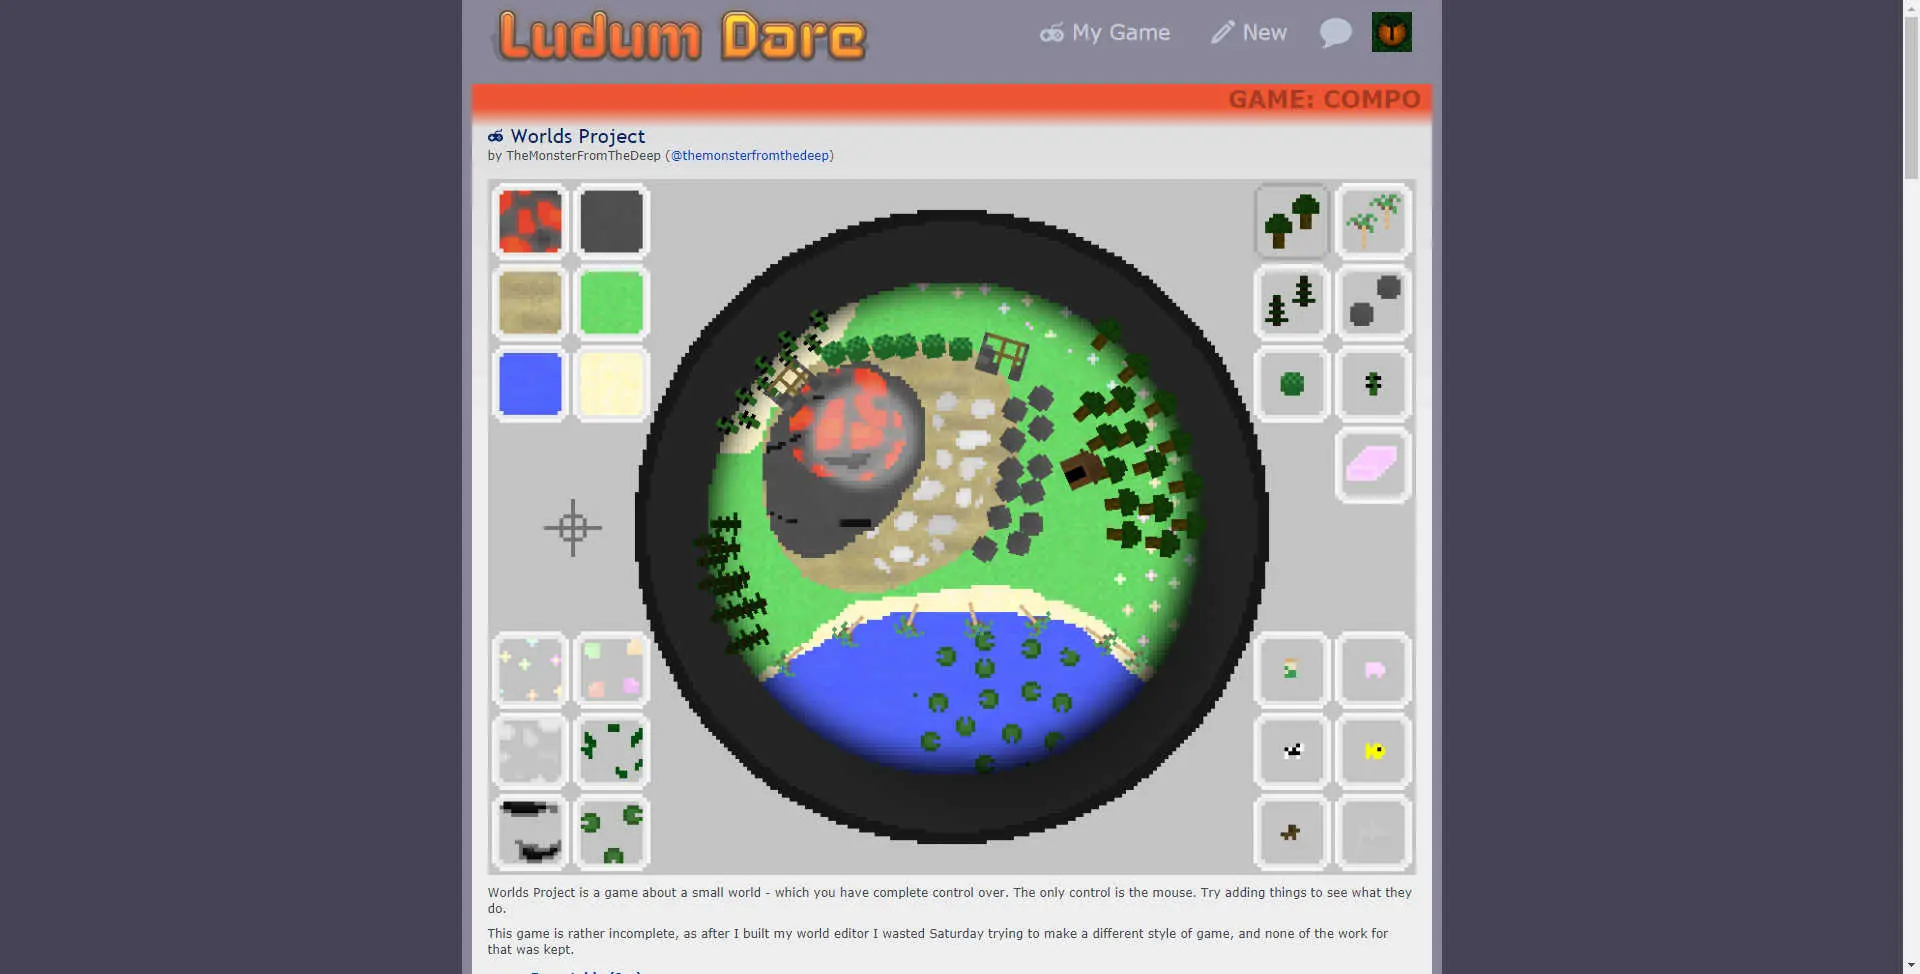 Ludum Dare
My Game
New
GAME: COMPO
Worlds Project
by TheMonsterFromTheDeep (@themonsterfromthedeep)
Worlds Project is a game about a small world - which you have complete control over. The only control is the mouse. Try adding things to see what they
do.
This game is rather incomplete, as after I built my world editor I wasted Saturday trying to make a different style of game, and none of the work for
that was kept.